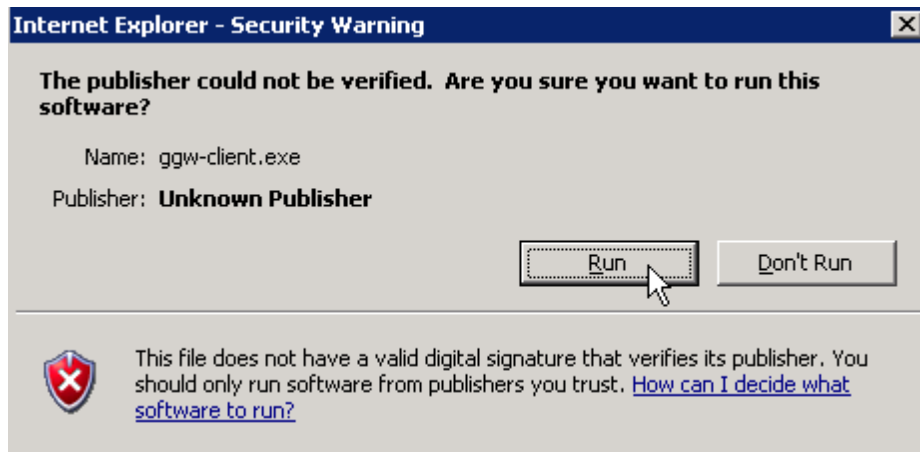 Internet Explorer - Security Warning
The publisher could not be verified.  Are you sure you want to run this
software?
Name: ggw-client.exe
Publisher: Unknown Publisher
Run
Don't Run
This file does not have a valid digital signature that verifies its publisher. You
should only run software from publishers you trust. How can I decide what
software to run?